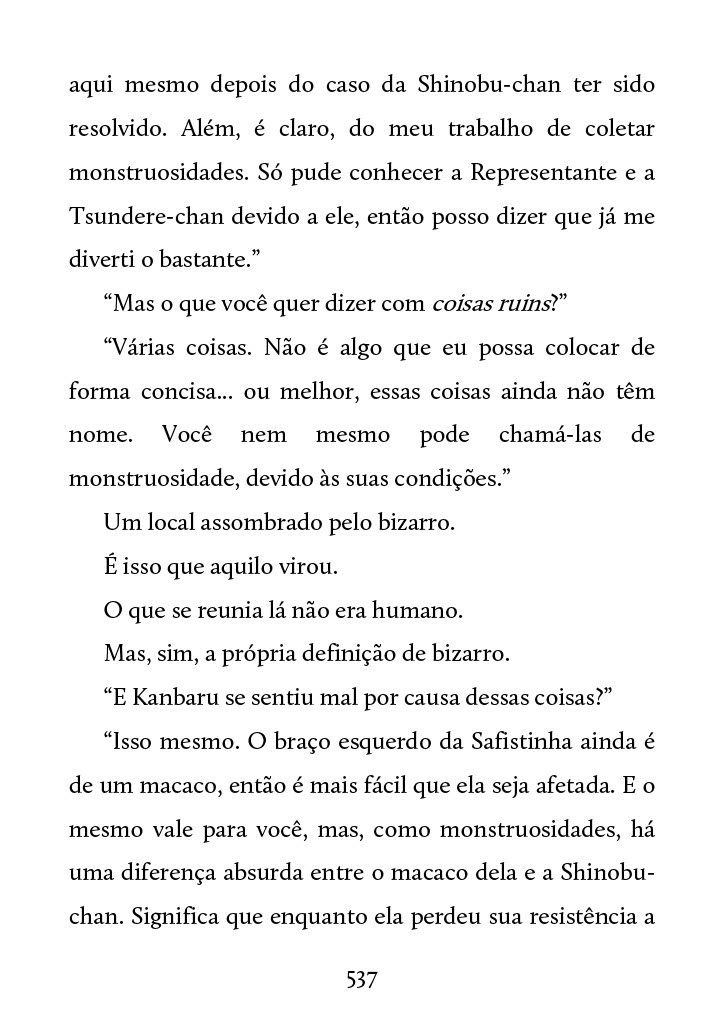 aqui mesmo depois do caso da Shinobu-chan ter sido
resolvido. Além, é claro, do meu trabalho de coletar
monstruosidades. Só pude conhecer a Representante e a
Tsundere-chan devido a ele, então posso dizer que já me
diverti o bastante.”
“Mas o que você quer dizer com coisas ruins?”
“Várias coisas. Não é algo que eu possa colocar de
forma concisa... ou melhor, essas coisas ainda não têm
nome. Você nem mesmo pode chamá-las de
monstruosidade, devido às suas condições.”
Um local assombrado pelo bizarro.
É isso que aquilo virou.
O que se reunia lá não era humano.
Mas, sim, a própria definição de bizarro.
“E Kanbaru se sentiu mal por causa dessas coisas?”
“Isso mesmo. O braço esquerdo da Safistinha ainda é
de um macaco, então é mais fácil que ela seja afetada. E o
mesmo vale para você, mas, como monstruosidades, há
uma diferença absurda entre o macaco dela e a Shinobu-
chan. Significa que enquanto ela perdeu sua resistência a
537